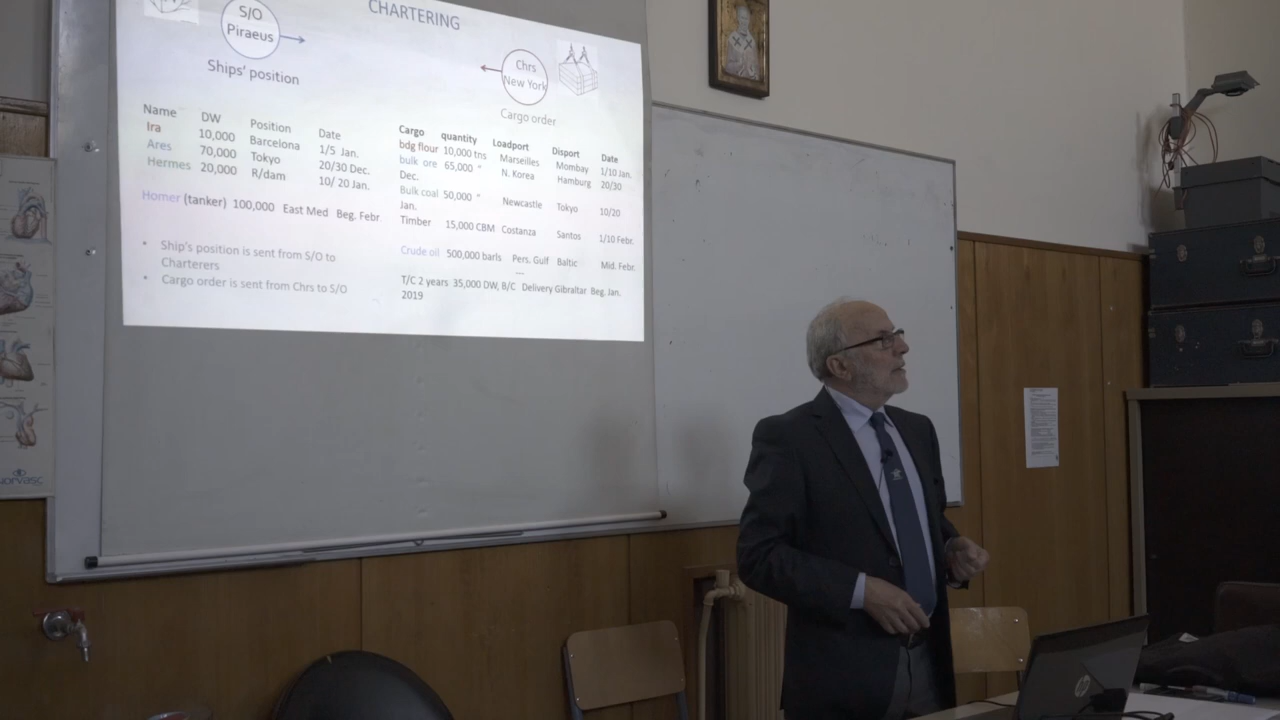 CHARTERING
S/O
Piraeus
Ships' position
Chrs
New York
Cargo order
Name DW Position Date
Ira 10,000 Barcelona 1/5 Jan.
Ares 70,000 Tokyo 20/30 Dec.
Hermes 20,000 R/dam 10/ 20 Jan.
Homer (tanker) 100,000 East Med Beg. Febr
• Ship's position is sent from S/O to
Charterers
• Cargo order is sent from Chrs to S/O
Cargo quantity Loadport Disport Date
bdg flour 10,000 tns Marseilles Mombay 1/10 Jan.
bulk ore 65,000 " N. Korea Hamburg 20/30
Dec.
Bulk coal 50,000 " Newcastle Tokyo 10/20
Jan.
Timber 15,000 CBM Costanza Santos 1/10 Febr.
Crude oil 500,000 barls Pers. Gulf Baltic Mid. Febr.
....
T/C 2 years 35,000 DW, B/C Delivery Gibraltar Beg. Jan.
2019
hp